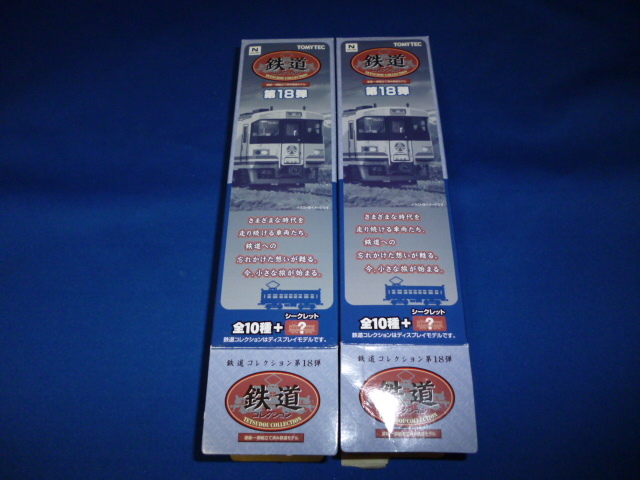 N
TOMYTEC
鉄道
TETSUDOU COLLECTION
第18弾
さまざまな時代を
走り続ける車両たち。
鉄道への
忘れかけた想いが甦る。
今、小さな旅が始まる。
シークレット
全10種+?
鉄道コレクションはディスプレイモデルです。
鉄道コレクション第18弾
鉄道
コレクション
TETSUDOU COLLECTION
N
TOMYTEC
鉄道
TETSUDOU COLLECTION
第18弾
さまざまな時代を
走り続ける車両たち。
鉄道への
忘れかけた想いが甦る。
今、小さな旅が始まる。
シークレット
全10種+?
鉄道コレクションはディスプレイモデルです。
鉄道コレクション第18弾
鉄道
コレクション
TETSUDOU COLLECTION